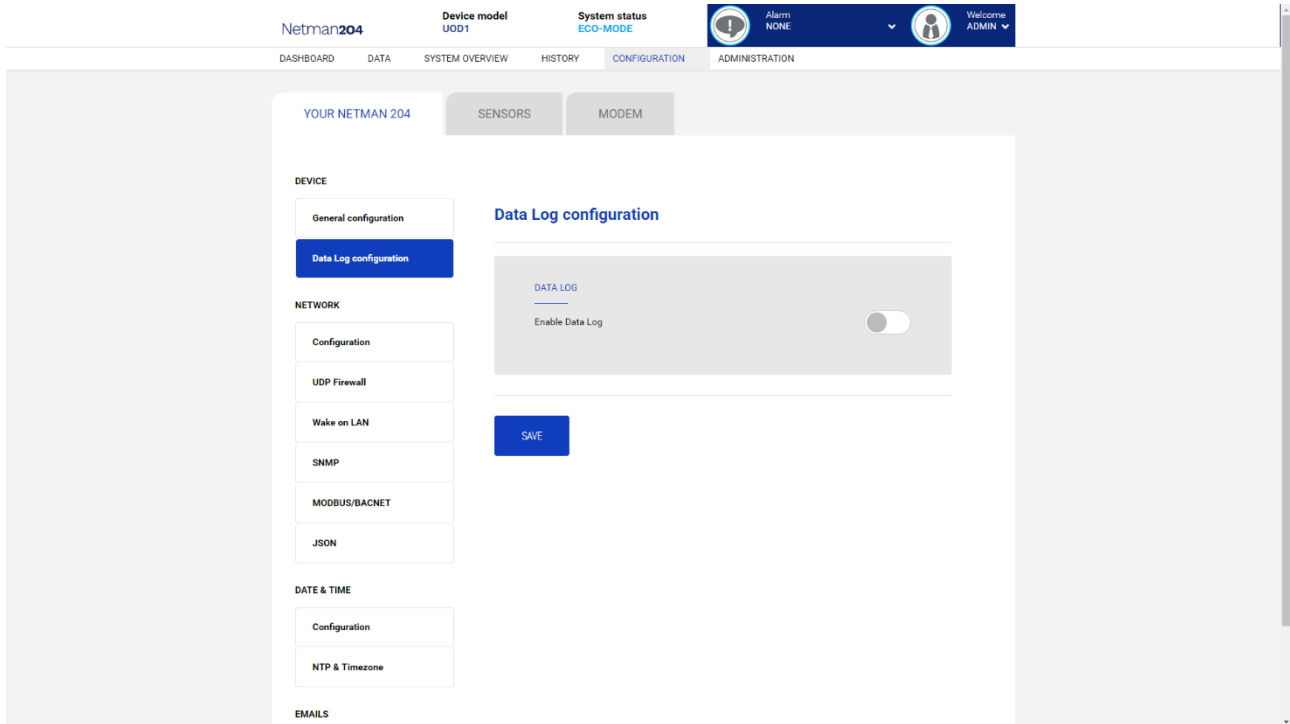 Netman204
Device model
UOD1
System status
ECO-MODE
Alarm
NONE
Welcome
ADMIN
DASHBOARD DATA SYSTEM OVERVIEW HISTORY CONFIGURATION ADMINISTRATION
YOUR NETMAN 204 SENSORS MODEM
DEVICE
General configuration
Data Log configuration
NETWORK
Configuration
UDP Firewall
Wake on LAN
SNMP
MODBUS/BACNET
JSON
DATE & TIME
Configuration
NTP & Timezone
EMAILS
Data Log configuration
DATA LOG
Enable Data Log
SAVE